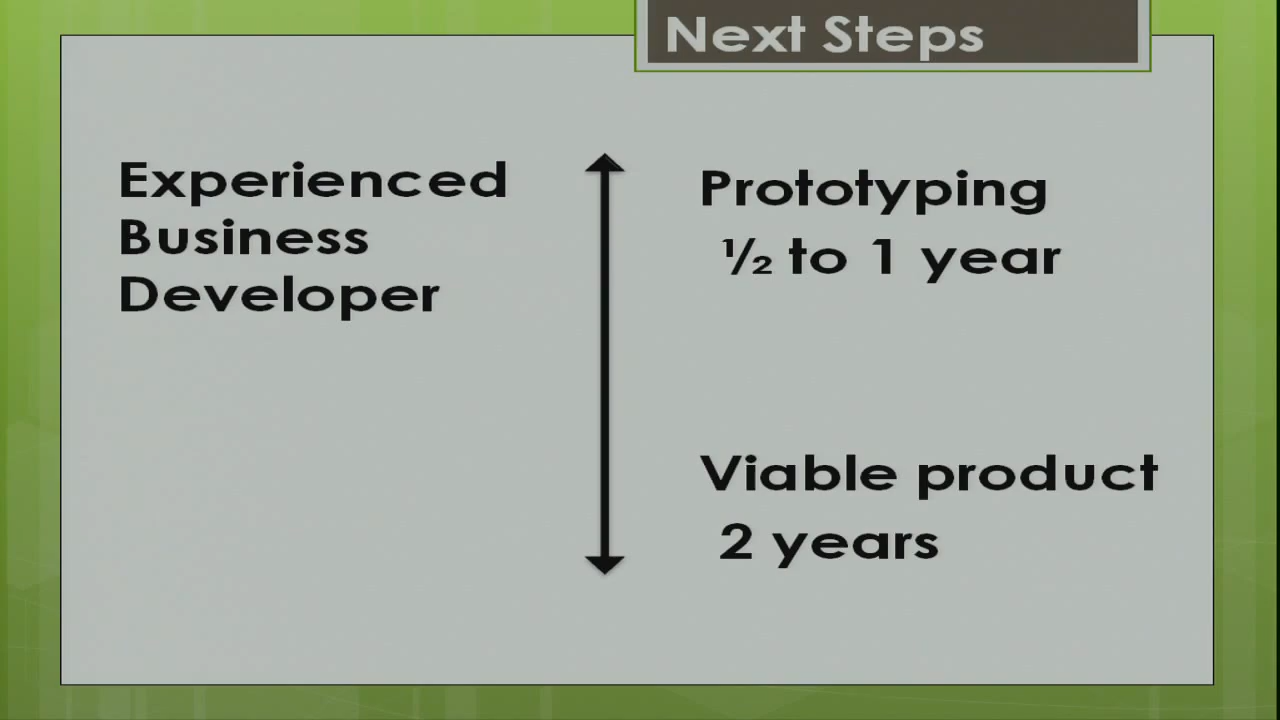 Next Steps
Experienced
Business
Developer
Prototyping
½ to 1 year
Viable product
2 years